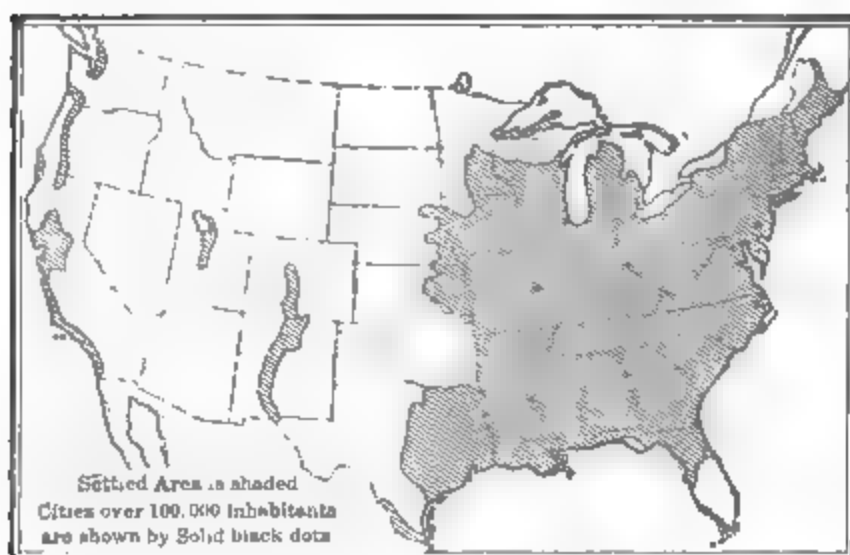 Settled Area is shaded
Cities over 100,000 Inhabitants
are shown by Solid black dots